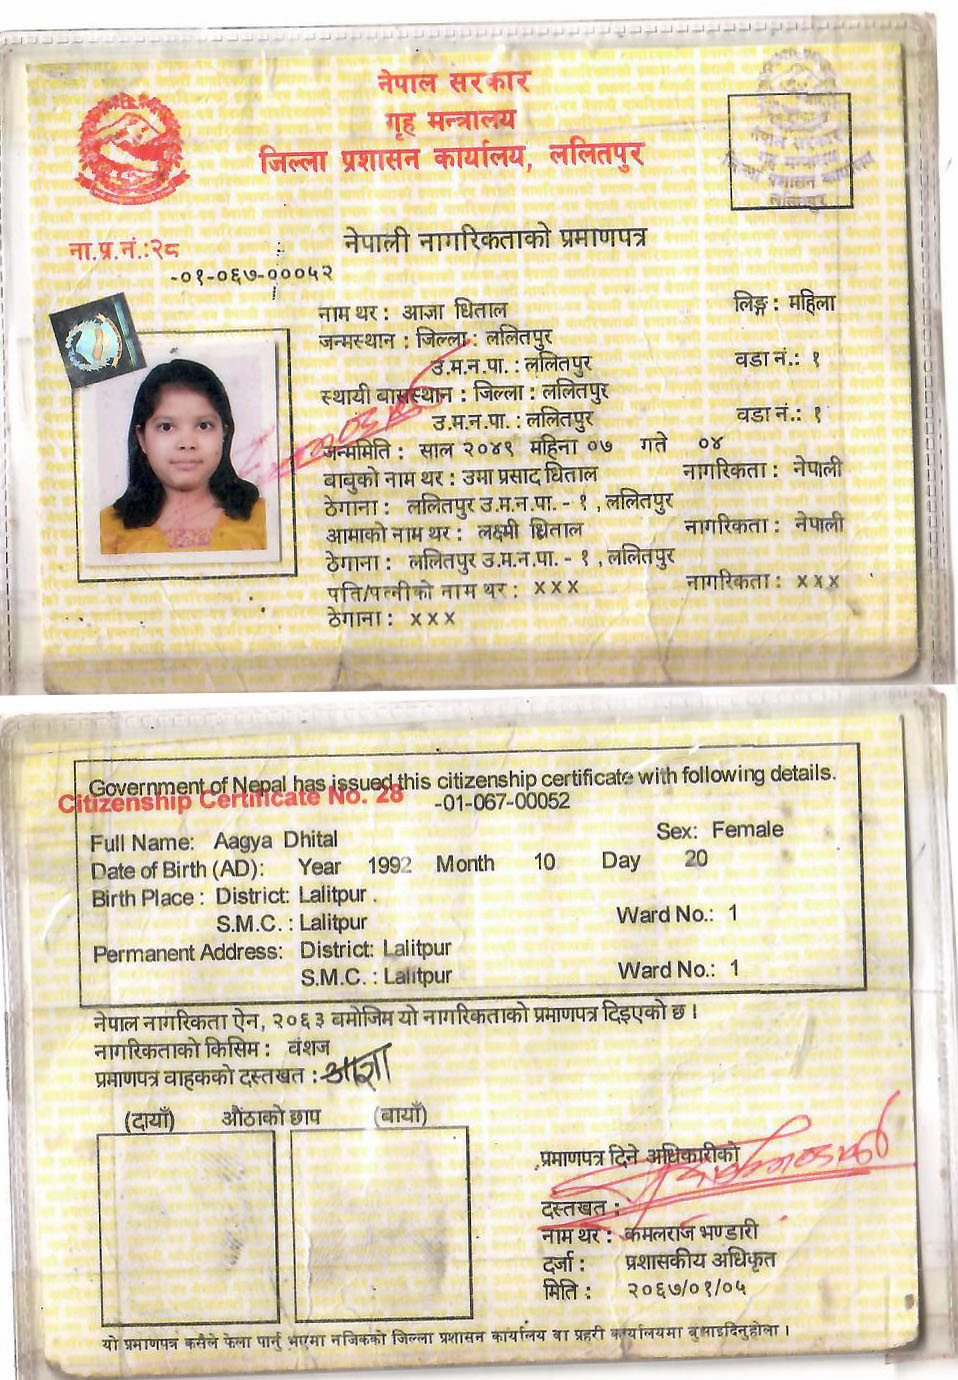 नेपाल सरकार
गृह मन्त्रालय
जिल्ला प्रशासन कार्यालय, ललितपुर
नेपाली नागरिकताको प्रमाणपत्र
ना.प्र.नं.:२८
-०१-०६७-०००५२
नाम थर : आज्ञा धिताल लिङ्ग : महिला
जन्मस्थान : जिल्ला : ललितपुर
उ.म.न.पा. : ललितपुर वडा नं.: १
स्थायी बासस्थान : जिल्ला : ललितपुर
उ.म.न.पा. : ललितपुर वडा नं.: १
जन्ममिति : साल २०४९ महिना ०७ गते ०४
बाबुको नाम थर : उमा प्रसाद धिताल नागरिकता : नेपाली
ठेगाना : ललितपुर उ.म.न.पा. - १ , ललितपुर
आमाको नाम थर : लक्ष्मी धिताल नागरिकता : नेपाली
ठेगाना : ललितपुर उ.म.न.पा. - १ , ललितपुर
पति/पत्नीको नाम थर : x x x नागरिकता : x x x
ठेगाना : x x x
Government of Nepal has issued this citizenship certificate with following details.
Citizenship Certificate No. 28 -01-067-00052
Full Name: Aagya Dhital Sex: Female
Date of Birth (AD): Year 1992 Month 10 Day 20
Birth Place : District: Lalitpur .
S.M.C. : Lalitpur Ward No.: 1
Permanent Address: District: Lalitpur
S.M.C. : Lalitpur Ward No.: 1
नेपाल नागरिकता ऐन, २०६३ बमोजिम यो नागरिकताको प्रमाणपत्र दिइएको छ ।
नागरिकताको किसिम : वंशज
प्रमाणपत्र वाहकको दस्तखत : आज्ञा
(दायाँ) औंठाको छाप (बायाँ)
प्रमाणपत्र दिने अधिकारीको
दस्तखत :
नाम थर : कमलराज भण्डारी
दर्जा : प्रशासकीय अधिकृत
मिति : २०६७/०१/०५
यो प्रमाणपत्र कसैले फेला पार्नु भएमा नजिकको जिल्ला प्रशासन कार्यालय वा प्रहरी कार्यालयमा बुझाइदिनुहोला ।